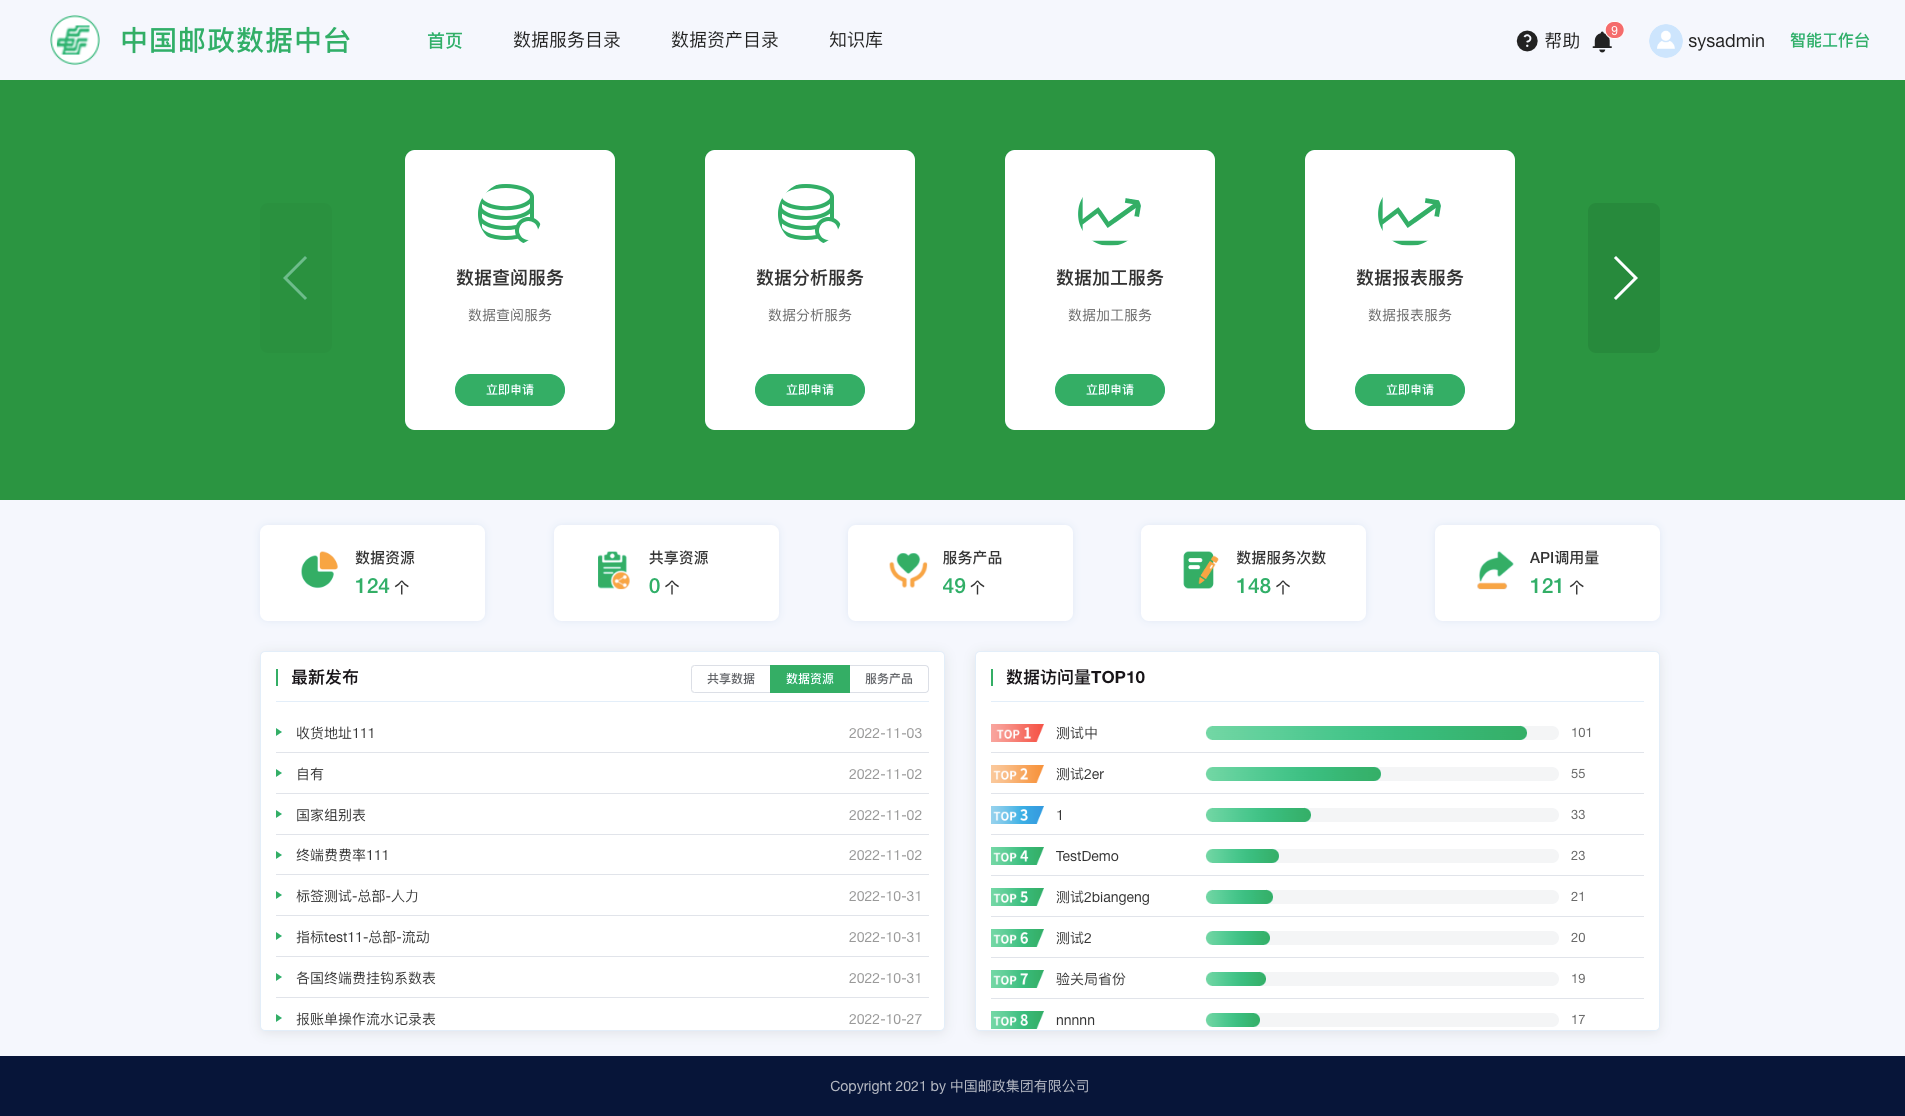 中国邮政数据中台
首页 数据服务目录 数据资产目录 知识库
帮助 9 sysadmin 智能工作台
数据查阅服务
数据查阅服务
立即申请
数据分析服务
数据分析服务
立即申请
数据加工服务
数据加工服务
立即申请
数据报表服务
数据报表服务
立即申请
数据资源
124 个
共享资源
0 个
服务产品
49 个
数据服务次数
148 个
API调用量
121 个
最新发布 共享数据 数据资源 服务产品
收货地址111 2022-11-03
自有 2022-11-02
国家组别表 2022-11-02
终端费费率111 2022-11-02
标签测试-总部-人力 2022-10-31
指标test11-总部-流动 2022-10-31
各国终端费挂钩系数表 2022-10-31
报账单操作流水记录表 2022-10-27
数据访问量TOP10
TOP 1 测试中 101
TOP 2 测试2er 55
TOP 3 1 33
TOP 4 TestDemo 23
TOP 5 测试2biangeng 21
TOP 6 测试2 20
TOP 7 验关局省份 19
TOP 8 nnnnn 17
Copyright 2021 by 中国邮政集团有限公司